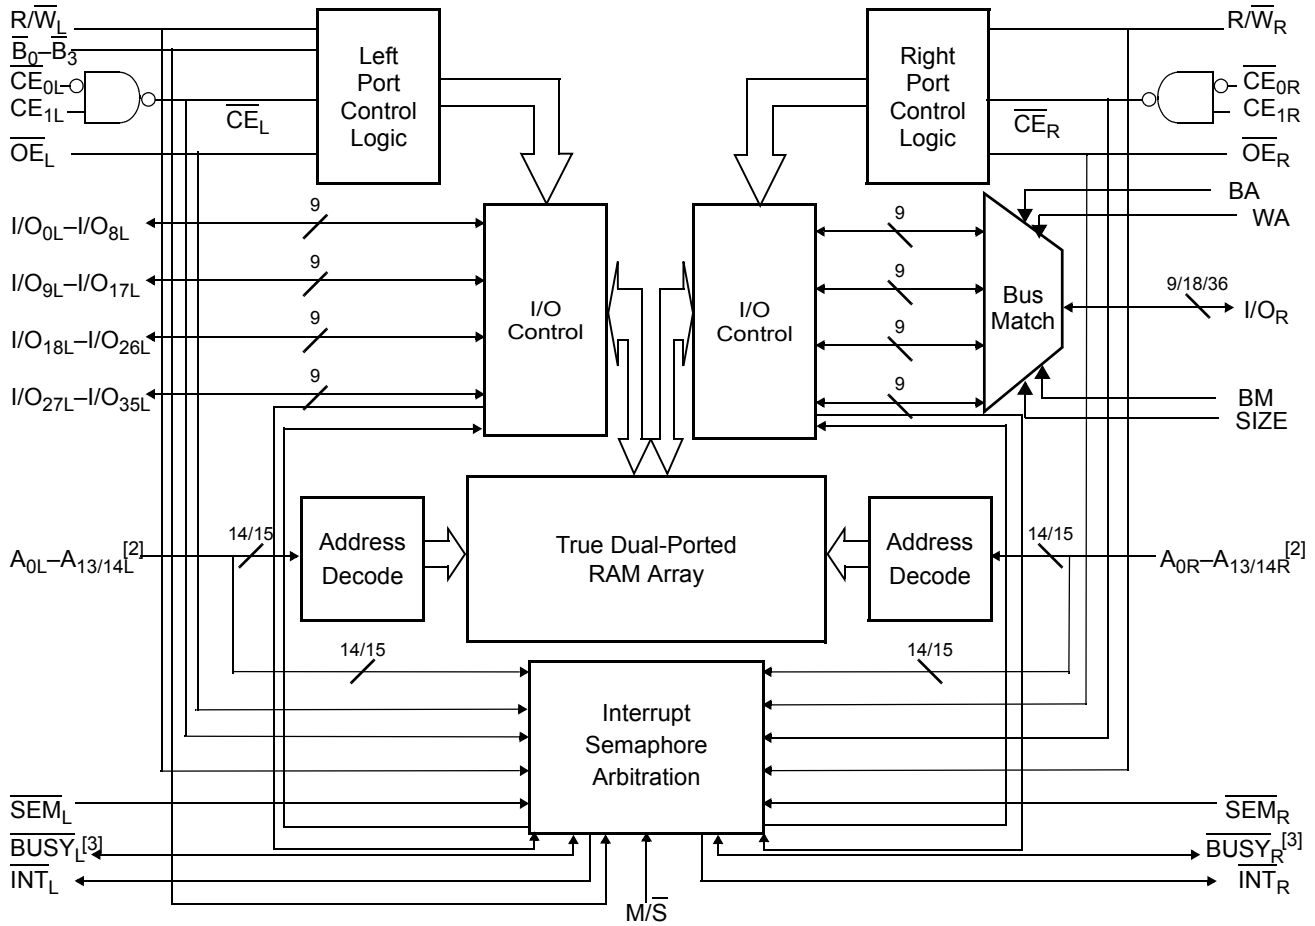 R/W̅L
B̅0–B̅3
C̅E̅0L
CE1L
O̅E̅L
C̅E̅L
Left
Port
Control
Logic
Right
Port
Control
Logic
C̅E̅R
R/W̅R
C̅E̅0R
CE1R
O̅E̅R
BA
WA
I/O0L–I/O8L
9
I/O9L–I/O17L
9
I/O18L–I/O26L
9
I/O27L–I/O35L
9
I/O
Control
I/O
Control
9
9
9
9
Bus
Match
9/18/36
I/OR
BM
SIZE
A0L–A13/14L[2]
14/15
Address
Decode
True Dual-Ported
RAM Array
Address
Decode
14/15
A0R–A13/14R[2]
14/15
14/15
Interrupt
Semaphore
Arbitration
S̅E̅M̅L
S̅E̅M̅R
B̅U̅S̅Y̅L[3]
B̅U̅S̅Y̅R[3]
I̅N̅T̅L
I̅N̅T̅R
M/S̅